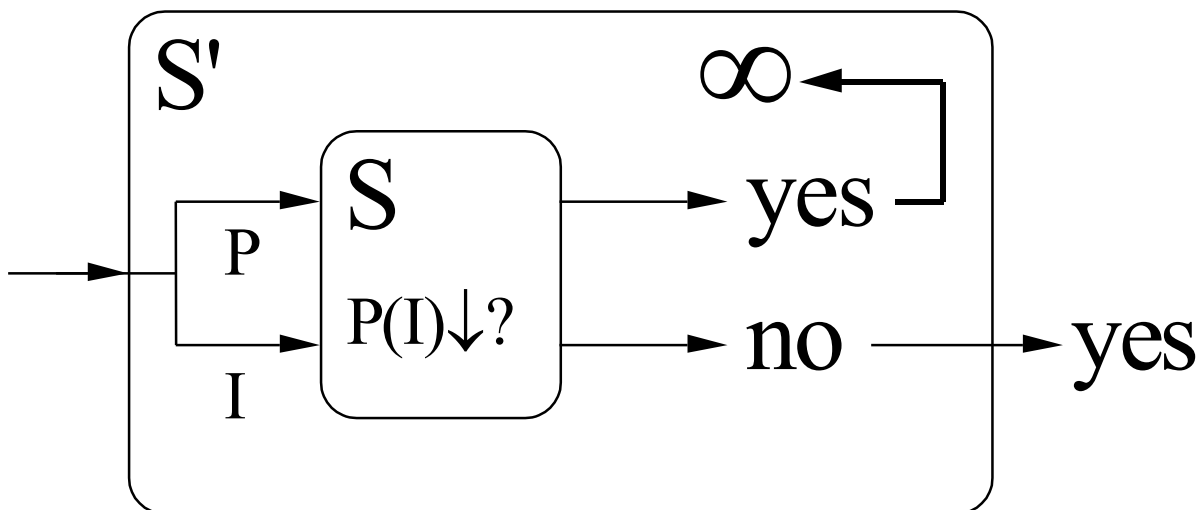 S'
∞
S
yes
P
P(I)↓?
no
yes
I